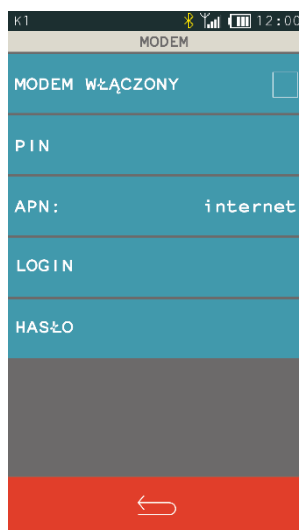 K1 12:00
MODEM
MODEM WŁĄCZONY
PIN
APN: internet
LOGIN
HASŁO